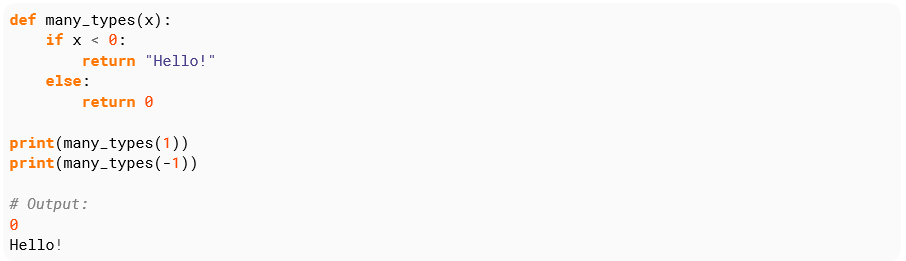 def many_types(x):
    if x < 0:
        return "Hello!"
    else:
        return 0

print(many_types(1))
print(many_types(-1))

# Output:
0
Hello!